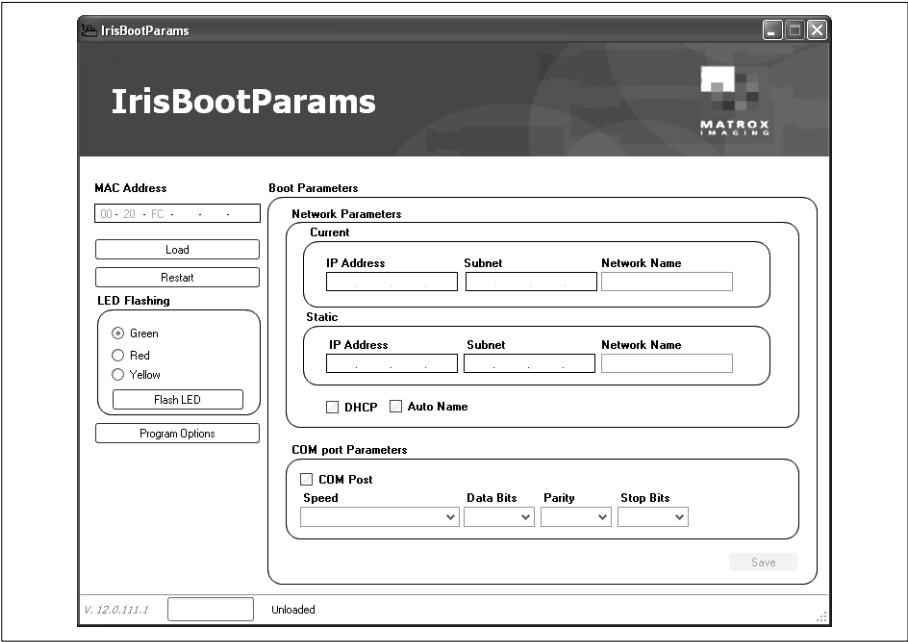 IrisBootParams
IrisBootParams
MATROX
IMAGING
MAC Address
00 - 20 - FC - - -
Load
Restart
LED Flashing
Green
Red
Yellow
Flash LED
Program Options
Boot Parameters
Network Parameters
Current
IP Address Subnet Network Name
. . . . . .
Static
IP Address Subnet Network Name
. . . . . .
DHCP Auto Name
COM port Parameters
COM Post
Speed Data Bits Parity Stop Bits
Save
V. 12.0.111.1 Unloaded